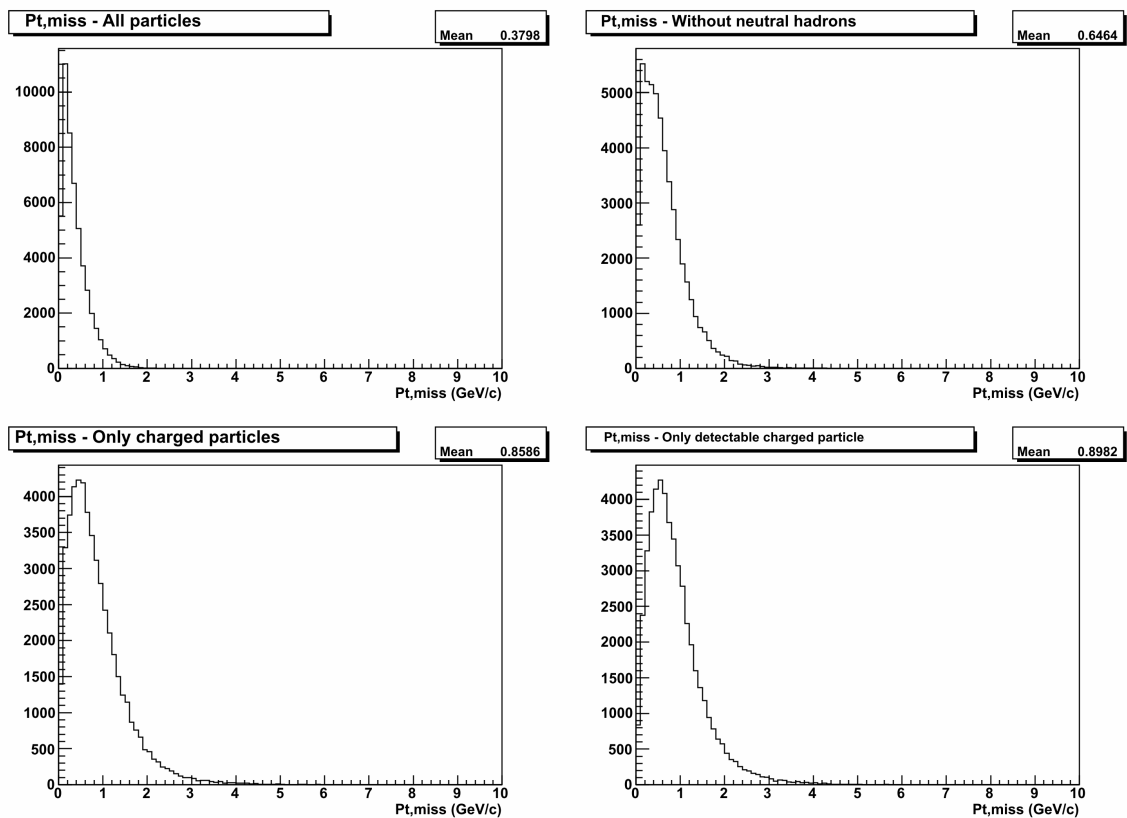 Pt,miss - All particles
Mean 0.3798
10000
8000
6000
4000
2000
0
0 1 2 3 4 5 6 7 8 9 10
Pt,miss (GeV/c)
Pt,miss - Without neutral hadrons
Mean 0.6464
5000
4000
3000
2000
1000
0
0 1 2 3 4 5 6 7 8 9 10
Pt,miss (GeV/c)
Pt,miss - Only charged particles
Mean 0.8586
4000
3500
3000
2500
2000
1500
1000
500
0
0 1 2 3 4 5 6 7 8 9 10
Pt,miss (GeV/c)
Pt,miss - Only detectable charged particle
Mean 0.8982
4000
3500
3000
2500
2000
1500
1000
500
0
0 1 2 3 4 5 6 7 8 9 10
Pt,miss (GeV/c)